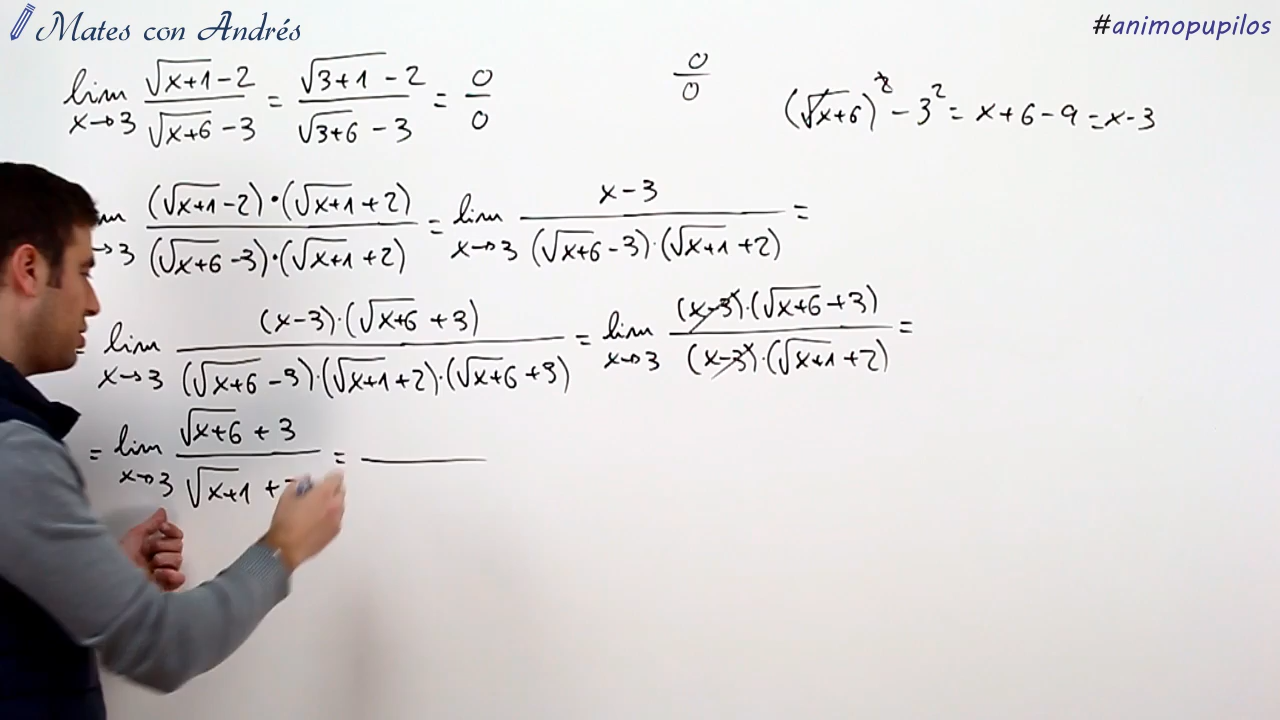 Mates con Andrés
#animopupilos
lim x→3 (√(x+1) − 2)/(√(x+6) − 3) = (√(3+1) − 2)/(√(3+6) − 3) = 0/0
0/0
(√(x+6))² − 3² = x+6−9 = x−3
x→3 ((√(x+1) − 2)·(√(x+1) + 2))/((√(x+6) − 3)·(√(x+1) + 2)) = lim x→3 (x−3)/((√(x+6) − 3)·(√(x+1) + 2)) =
lim x→3 ((x−3)·(√(x+6) + 3))/((√(x+6) − 3)·(√(x+1) + 2)·(√(x+6) + 3)) = lim x→3 ((x−3)·(√(x+6) + 3))/((x−3)·(√(x+1) + 2)) =
= lim x→3 (√(x+6) + 3)/(√(x+1) + =